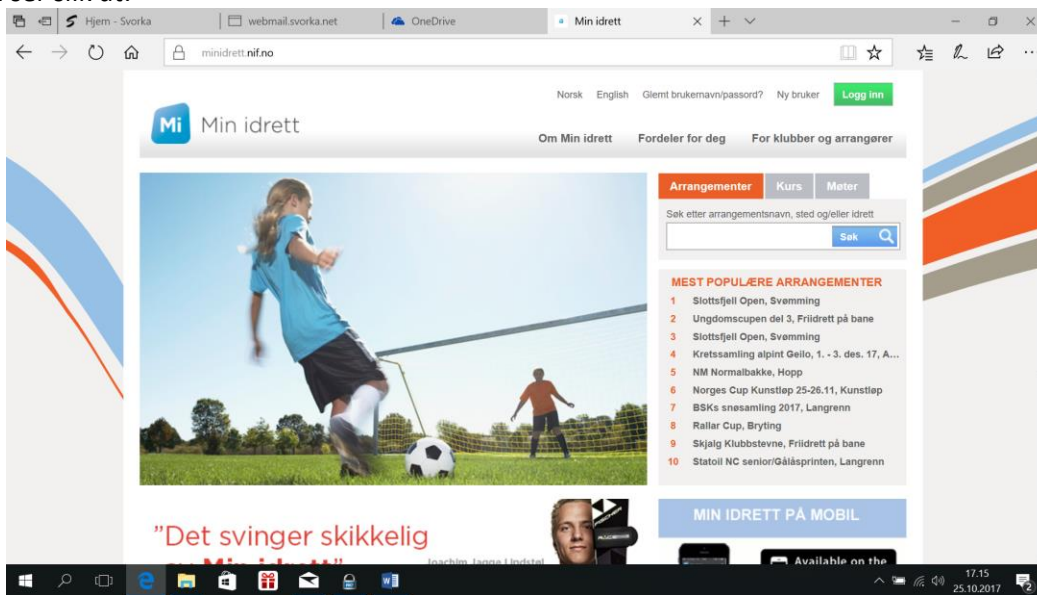 Hjem - Svorka
webmail.svorka.net
OneDrive
Min idrett
minidrett.nif.no
Norsk English Glemt brukernavn/passord? Ny bruker Logg inn
Mi Min idrett
Om Min idrett Fordeler for deg For klubber og arrangører
Arrangementer Kurs Møter
Søk etter arrangementsnavn, sted og/eller idrett
Søk
MEST POPULÆRE ARRANGEMENTER
1 Slottsfjell Open, Svømming
2 Ungdomscupen del 3, Friidrett på bane
3 Slottsfjell Open, Svømming
4 Kretssamling alpint Geilo, 1. - 3. des. 17, A...
5 NM Normalbakke, Hopp
6 Norges Cup Kunstløp 25-26.11, Kunstløp
7 BSKs snøsamling 2017, Langrenn
8 Rallar Cup, Bryting
9 Skjalg Klubbstevne, Friidrett på bane
10 Statoil NC senior/Gålåsprinten, Langrenn
"Det svinger skikkelig
av Min idrett"
FISCHER
MIN IDRETT PÅ MOBIL
Available on the
17.15
25.10.2017
2